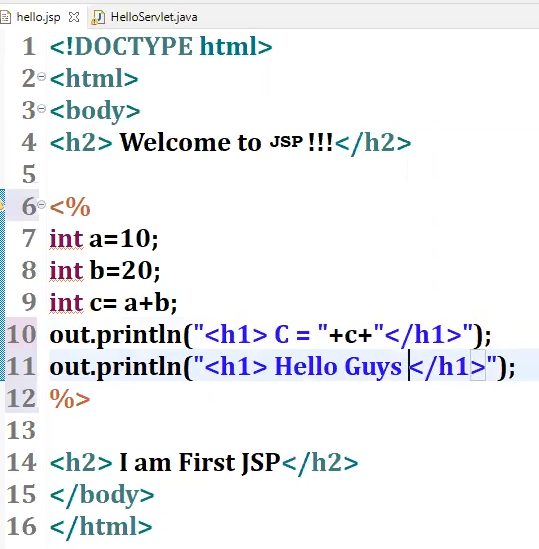 hello.jsp HelloServlet.java
1 <!DOCTYPE html>
2 <html>
3 <body>
4 <h2> Welcome to JSP !!!</h2>
5
6 <%
7 int a=10;
8 int b=20;
9 int c= a+b;
10 out.println("<h1> C = "+c+"</h1>");
11 out.println("<h1> Hello Guys </h1>");
12 %>
13
14 <h2> I am First JSP</h2>
15 </body>
16 </html>